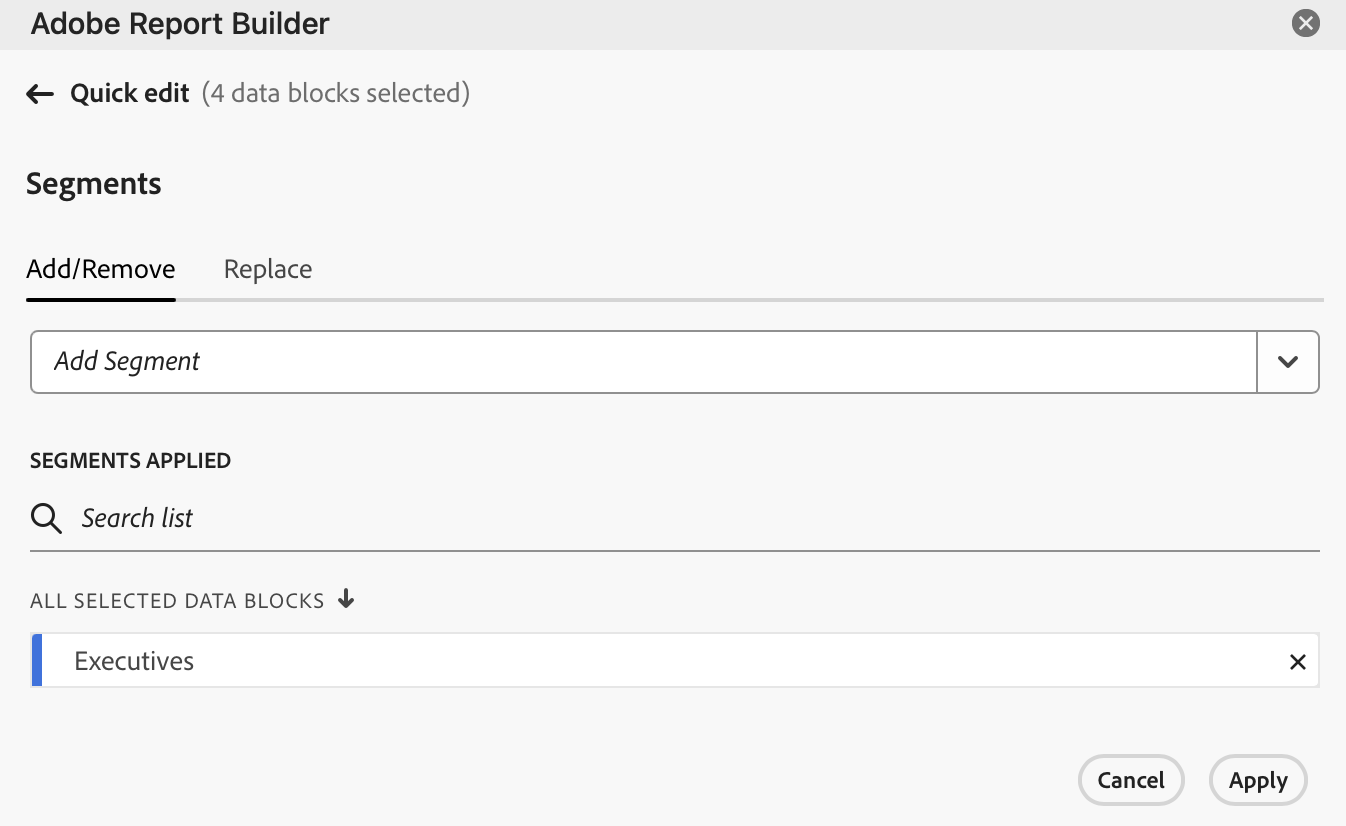 Adobe Report Builder
Quick edit (4 data blocks selected)
Segments
Add/Remove Replace
Add Segment
SEGMENTS APPLIED
Search list
ALL SELECTED DATA BLOCKS
Executives
Cancel Apply